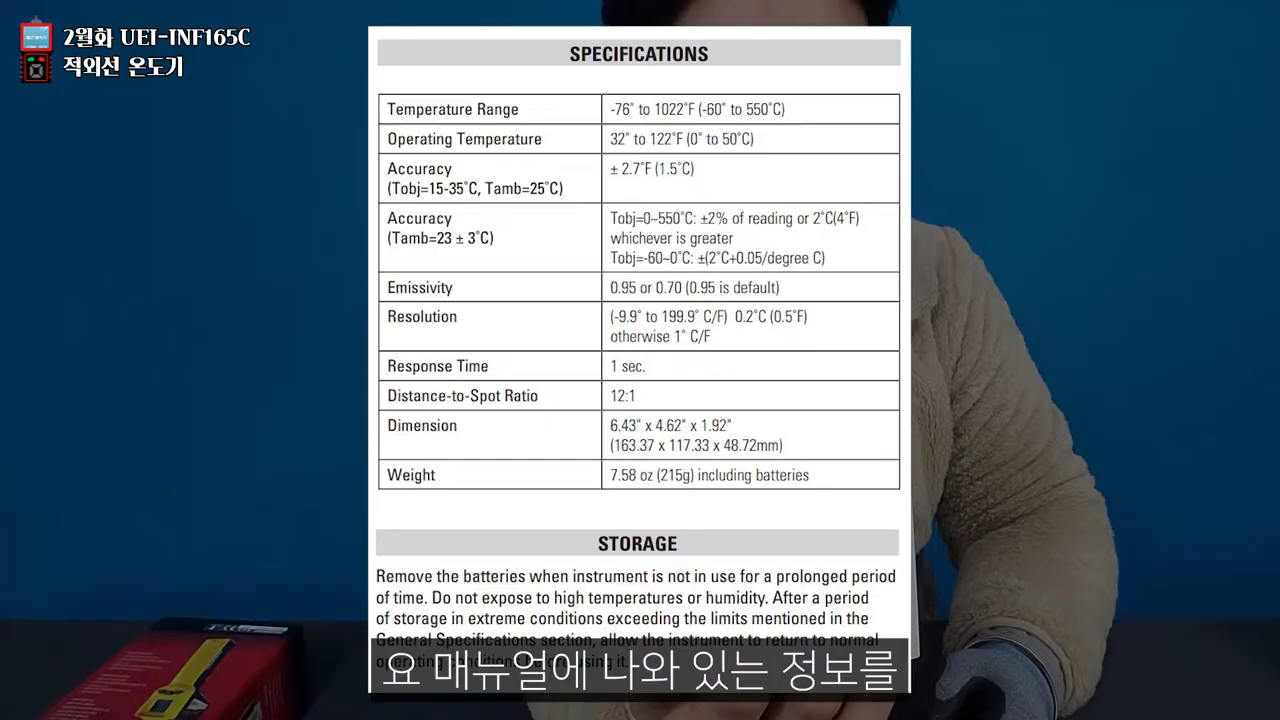 2월화 UEI-INF165C
적외선 온도기
SPECIFICATIONS
Temperature Range -76˚ to 1022˚F (-60˚ to 550˚C)
Operating Temperature 32˚ to 122˚F (0˚ to 50˚C)
Accuracy ± 2.7˚F (1.5˚C)
(Tobj=15-35˚C, Tamb=25˚C)
Accuracy Tobj=0~550˚C: ±2% of reading or 2˚C(4˚F)
(Tamb=23 ± 3˚C) whichever is greater
Tobj=-60~0˚C: ±(2˚C+0.05/degree C)
Emissivity 0.95 or 0.70 (0.95 is default)
Resolution (-9.9˚ to 199.9˚ C/F) 0.2˚C (0.5˚F)
otherwise 1˚ C/F
Response Time 1 sec.
Distance-to-Spot Ratio 12:1
Dimension 6.43" x 4.62" x 1.92"
(163.37 x 117.33 x 48.72mm)
Weight 7.58 oz (215g) including batteries
STORAGE
Remove the batteries when instrument is not in use for a prolonged period
of time. Do not expose to high temperatures or humidity. After a period
of storage in extreme conditions exceeding the limits mentioned in the
General Specifications section, allow the instrument to return to normal
요 매뉴얼에 나와 있는 정보를